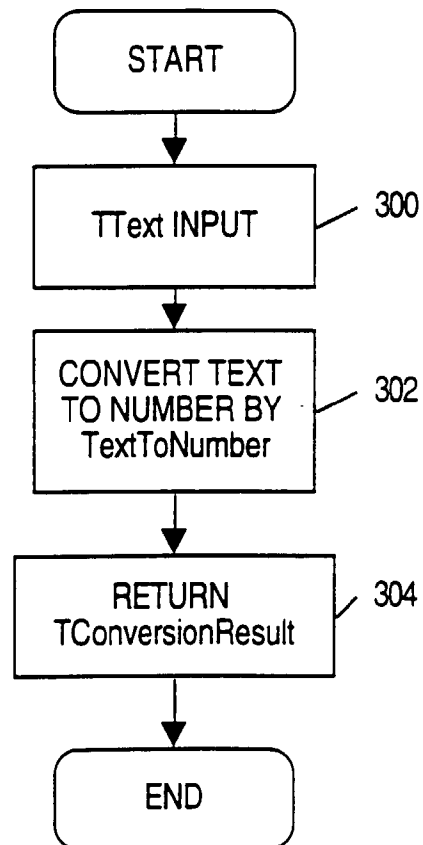 START
TText INPUT
300
CONVERT TEXT
TO NUMBER BY
TextToNumber
302
RETURN
TConversionResult
304
END